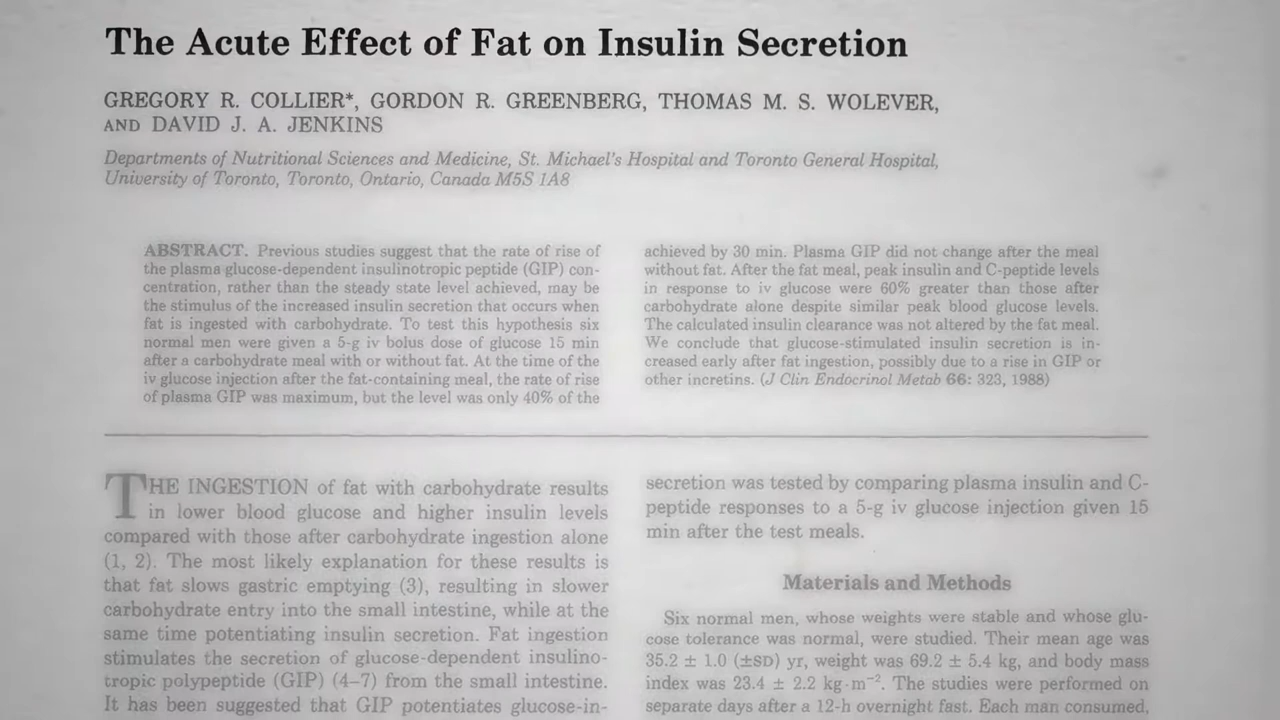 The Acute Effect of Fat on Insulin Secretion
GREGORY R. COLLIER*, GORDON R. GREENBERG, THOMAS M. S. WOLEVER,
AND DAVID J. A. JENKINS
Departments of Nutritional Sciences and Medicine, St. Michael's Hospital and Toronto General Hospital,
University of Toronto, Toronto, Ontario, Canada M5S 1A8
ABSTRACT. Previous studies suggest that the rate of rise of
the plasma glucose-dependent insulinotropic peptide (GIP) con-
centration, rather than the steady state level achieved, may be
the stimulus of the increased insulin secretion that occurs when
fat is ingested with carbohydrate. To test this hypothesis six
normal men were given a 5-g iv bolus dose of glucose 15 min
after a carbohydrate meal with or without fat. At the time of the
iv glucose injection after the fat-containing meal, the rate of rise
of plasma GIP was maximum, but the level was only 40% of the
achieved by 30 min. Plasma GIP did not change after the meal
without fat. After the fat meal, peak insulin and C-peptide levels
in response to iv glucose were 60% greater than those after
carbohydrate alone despite similar peak blood glucose levels.
The calculated insulin clearance was not altered by the fat meal.
We conclude that glucose-stimulated insulin secretion is in-
creased early after fat ingestion, possibly due to a rise in GIP or
other incretins. (J Clin Endocrinol Metab 66: 323, 1988)
THE INGESTION of fat with carbohydrate results
in lower blood glucose and higher insulin levels
compared with those after carbohydrate ingestion alone
(1, 2). The most likely explanation for these results is
that fat slows gastric emptying (3), resulting in slower
carbohydrate entry into the small intestine, while at the
same time potentiating insulin secretion. Fat ingestion
stimulates the secretion of glucose-dependent insulino-
tropic polypeptide (GIP) (4–7) from the small intestine.
It has been suggested that GIP potentiates glucose-in-
secretion was tested by comparing plasma insulin and C-
peptide responses to a 5-g iv glucose injection given 15
min after the test meals.
Materials and Methods
Six normal men, whose weights were stable and whose glu-
cose tolerance was normal, were studied. Their mean age was
35.2 ± 1.0 (±SD) yr, weight was 69.2 ± 5.4 kg, and body mass
index was 23.4 ± 2.2 kg·m⁻². The studies were performed on
separate days after a 12-h overnight fast. Each man consumed,